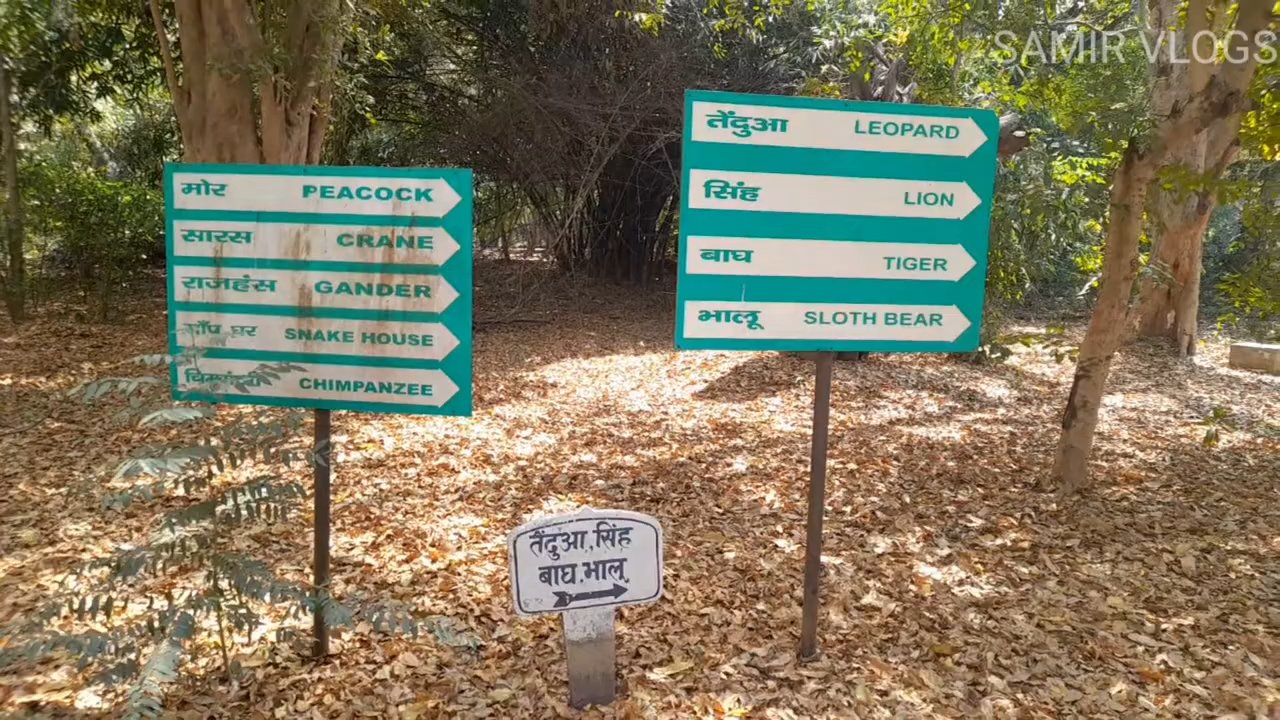 SAMIR VLOGS
मोर PEACOCK
सारस CRANE
राजहंस GANDER
साँप घर SNAKE HOUSE
CHIMPANZEE
तेंदुआ LEOPARD
सिंह LION
बाघ TIGER
भालू SLOTH BEAR
तेंदुआ, सिंह
बाघ, भालू